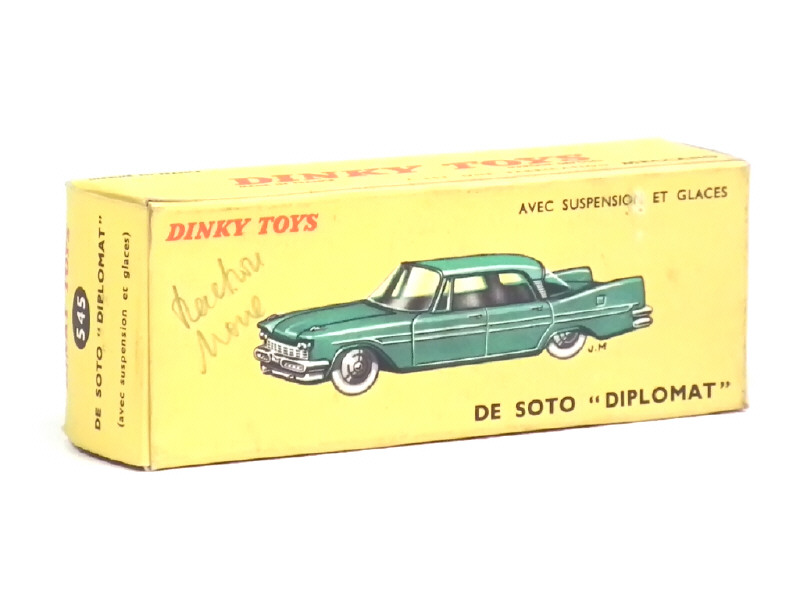 DINKY TOYS
DINKY TOYS
AVEC SUSPENSION ET GLACES
J.M
DE SOTO "DIPLOMAT"
545
DE SOTO "DIPLOMAT"
(avec suspension et glaces)